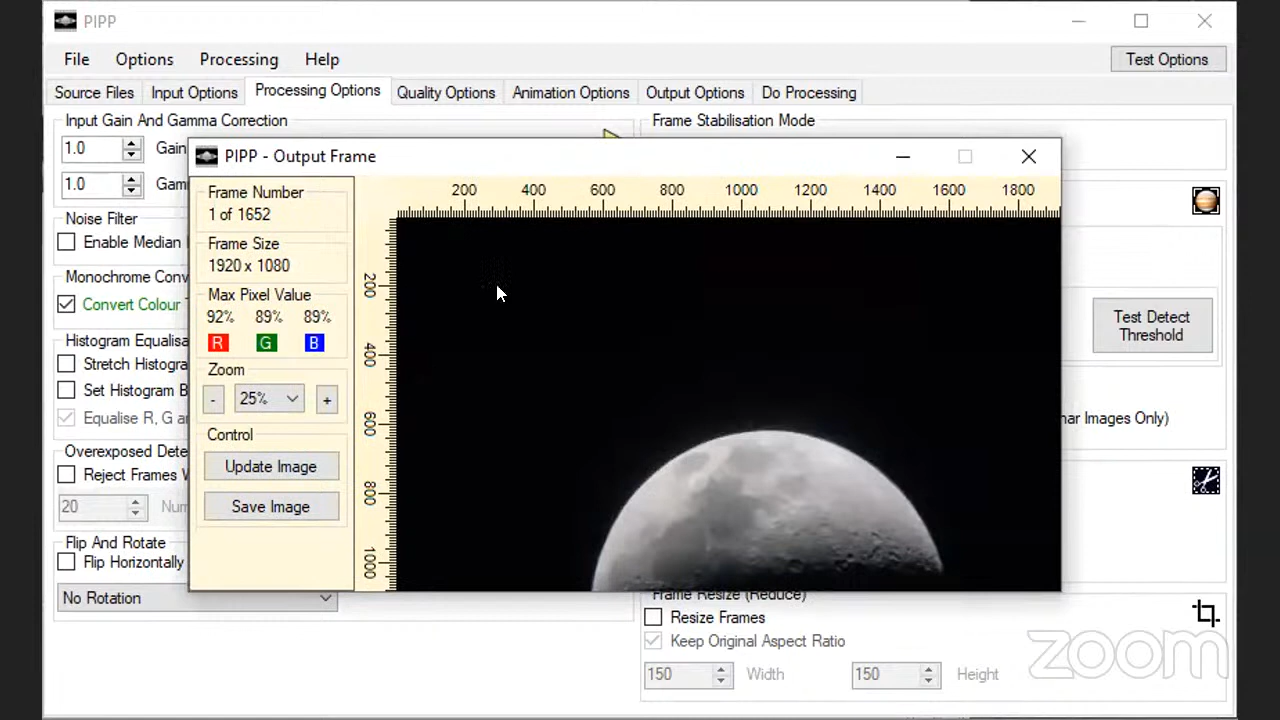 PIPP
File Options Processing Help Test Options
Source Files Input Options Processing Options Quality Options Animation Options Output Options Do Processing
Input Gain And Gamma Correction
1.0 Gain
1.0
Noise Filter
Enable Median
Monochrome
Convert Colour
Histogram
Stretch
Set Histogram B
Equalise R, G
Overexposed
Reject Frames
20
Flip And Rotate
Flip Horizontally
No Rotation
Frame Stabilisation Mode
PIPP - Output Frame
Frame Number
1 of 1652
Frame Size
1920 x 1080
Max Pixel Value
92% 89% 89%
R G B
Zoom
- 25% +
Control
Update Image
Save Image
200 400 600 800 1000 1200 1400 1600 1800
200
400
600
800
1000
Test Detect
Threshold
Images Only)
Frame Resize (Reduce)
Resize Frames
Keep Original Aspect Ratio
150 Width 150 Height
zoom